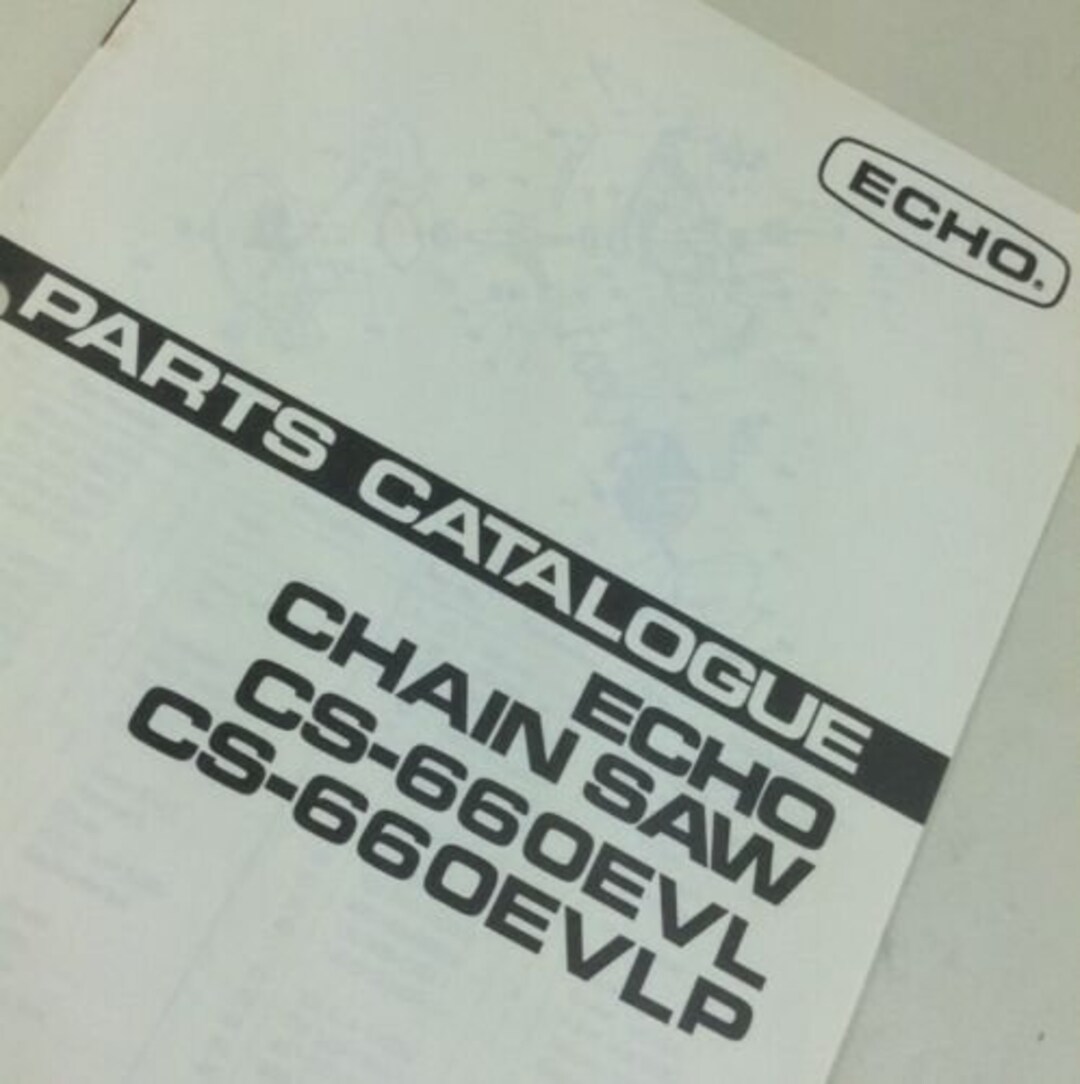 ECHO®
PARTS CATALOGUE
ECHO
CHAIN SAW
CS-660EVL
CS-660EVLP